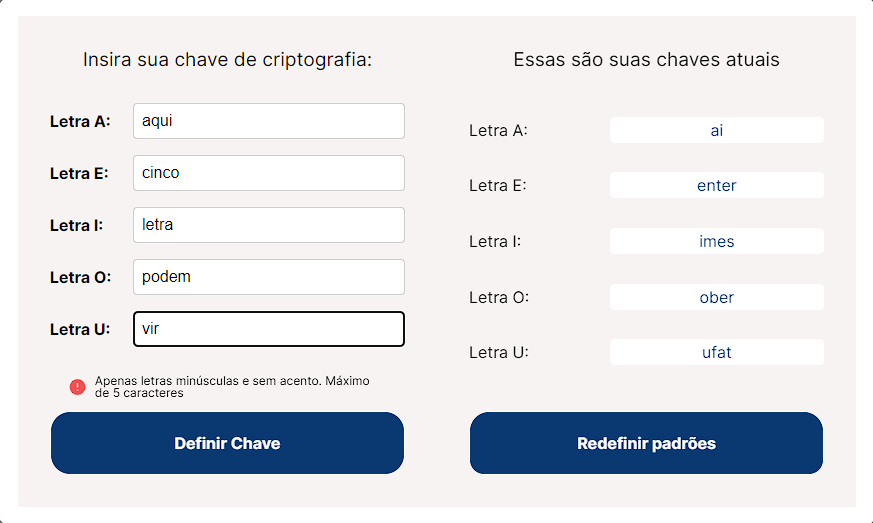 Insira sua chave de criptografia:
Letra A: aqui
Letra E: cinco
Letra I: letra
Letra O: podem
Letra U: vir
! Apenas letras minúsculas e sem acento. Máximo
de 5 caracteres
Definir Chave
Essas são suas chaves atuais
Letra A: ai
Letra E: enter
Letra I: imes
Letra O: ober
Letra U: ufat
Redefinir padrões